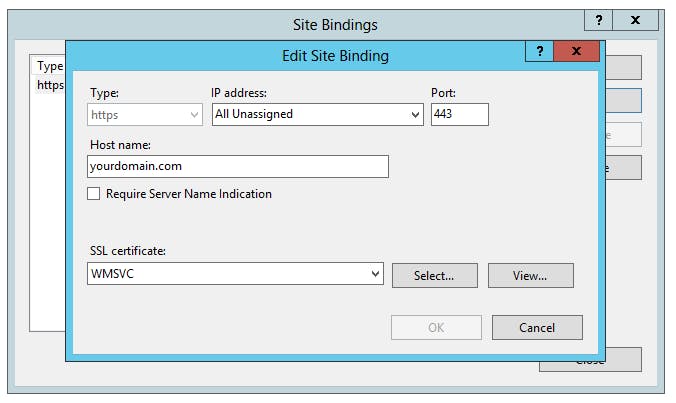 Site Bindings
? x
Edit Site Binding
? x
Type
https
Type: IP address: Port:
https All Unassigned 443
Host name:
yourdomain.com
Require Server Name Indication
SSL certificate:
WMSVC Select... View...
OK Cancel
Close